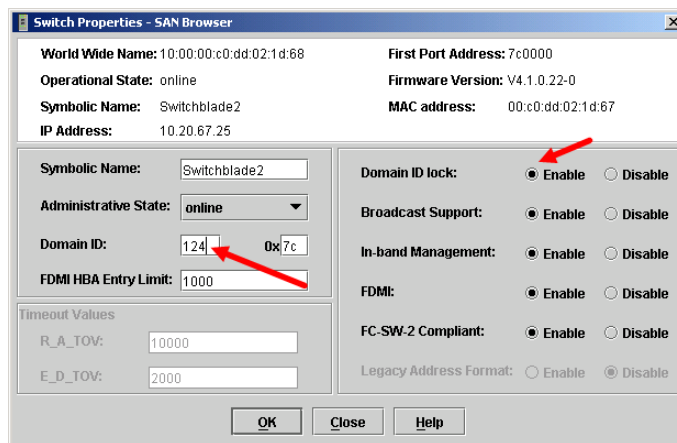 Switch Properties - SAN Browser
World Wide Name: 10:00:00:c0:dd:02:1d:68
First Port Address: 7c0000
Operational State: online
Firmware Version: V4.1.0.22-0
Symbolic Name: Switchblade2
MAC address: 00:c0:dd:02:1d:67
IP Address: 10.20.67.25
Symbolic Name: Switchblade2
Administrative State: online
Domain ID: 124 0x 7c
FDMI HBA Entry Limit: 1000
Timeout Values
R_A_TOV: 10000
E_D_TOV: 2000
Domain ID lock: Enable Disable
Broadcast Support: Enable Disable
In-band Management: Enable Disable
FDMI: Enable Disable
FC-SW-2 Compliant: Enable Disable
Legacy Address Format: Enable Disable
OK Close Help